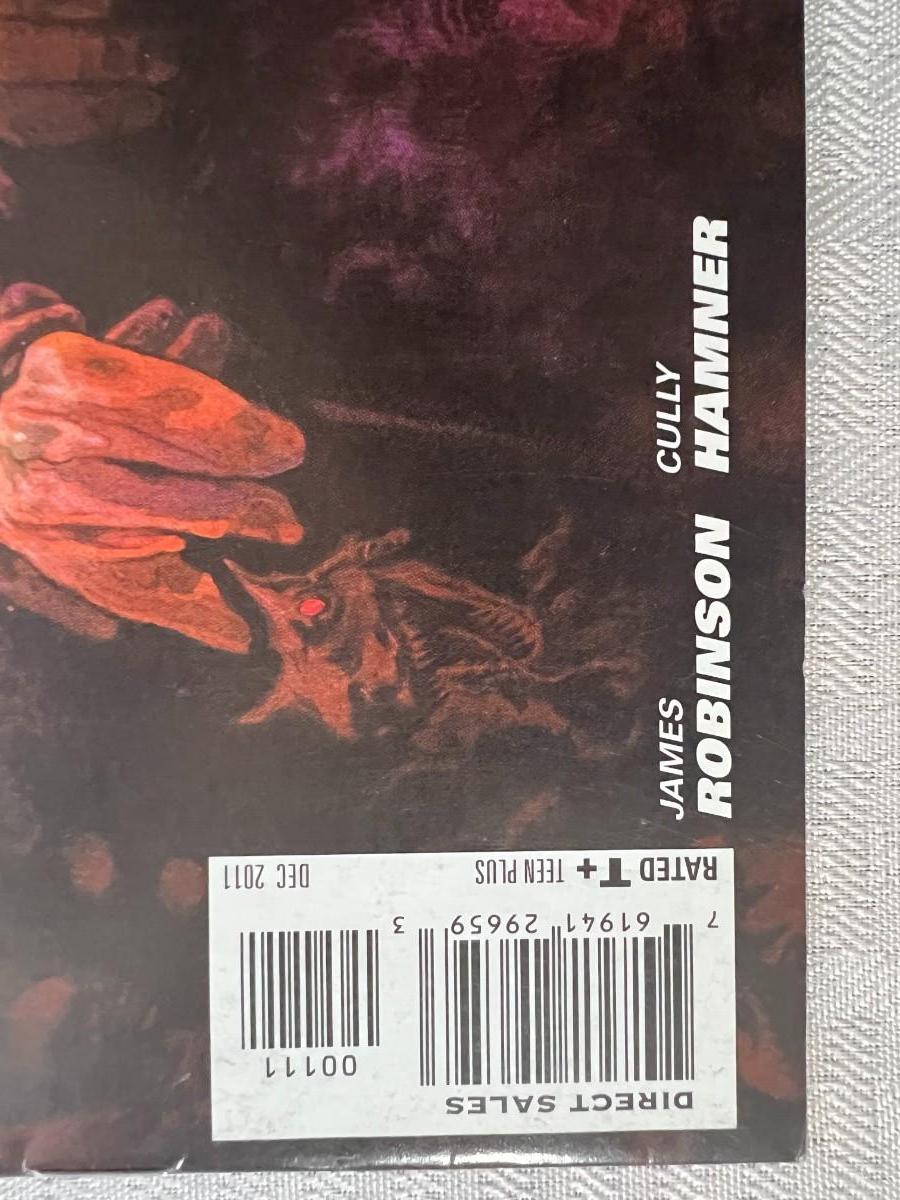 JAMES
ROBINSON
CULLY
HAMNER
RATED T+ TEEN PLUS DEC 2011
7 61941 29659 3
00111
DIRECT SALES